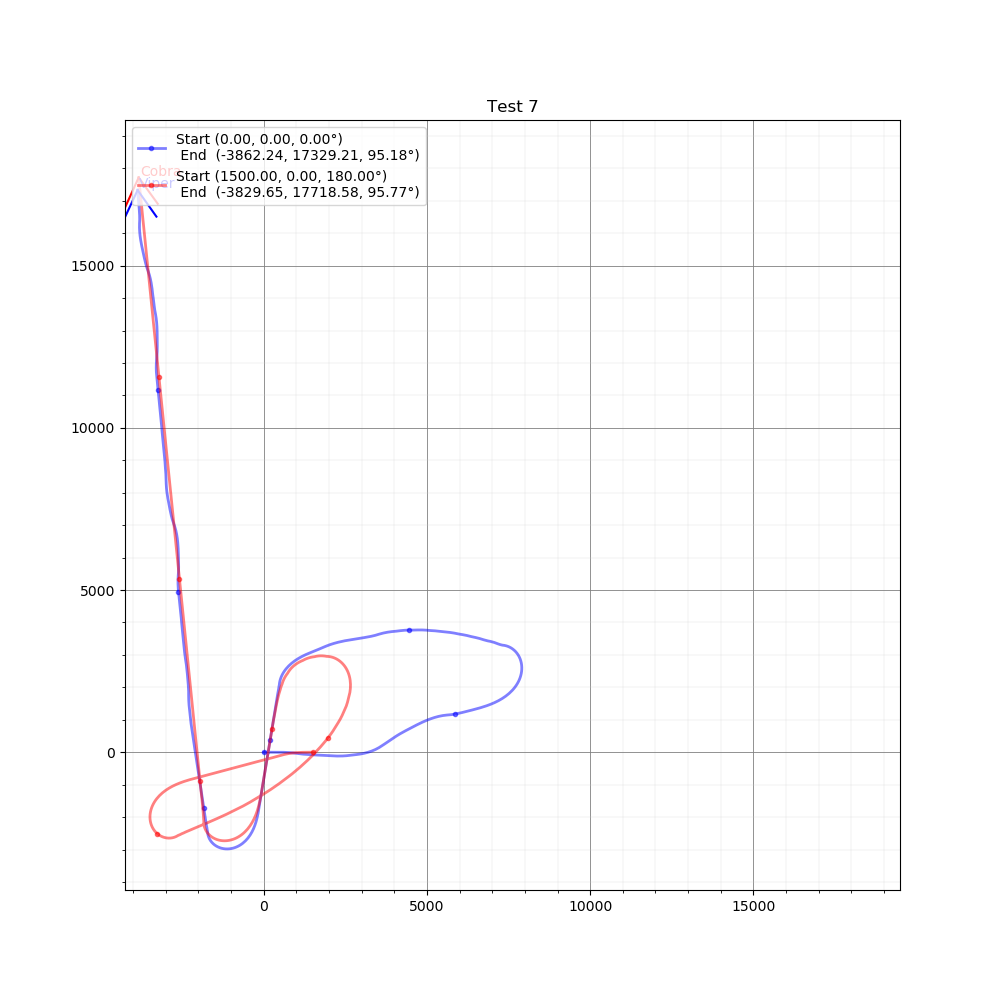 Test 7
Start (0.00, 0.00, 0.00°)
End (-3862.24, 17329.21, 95.18°)
Start (1500.00, 0.00, 180.00°)
End (-3829.65, 17718.58, 95.77°)
Cobra
Viper
15000
10000
5000
0
0
5000
10000
15000